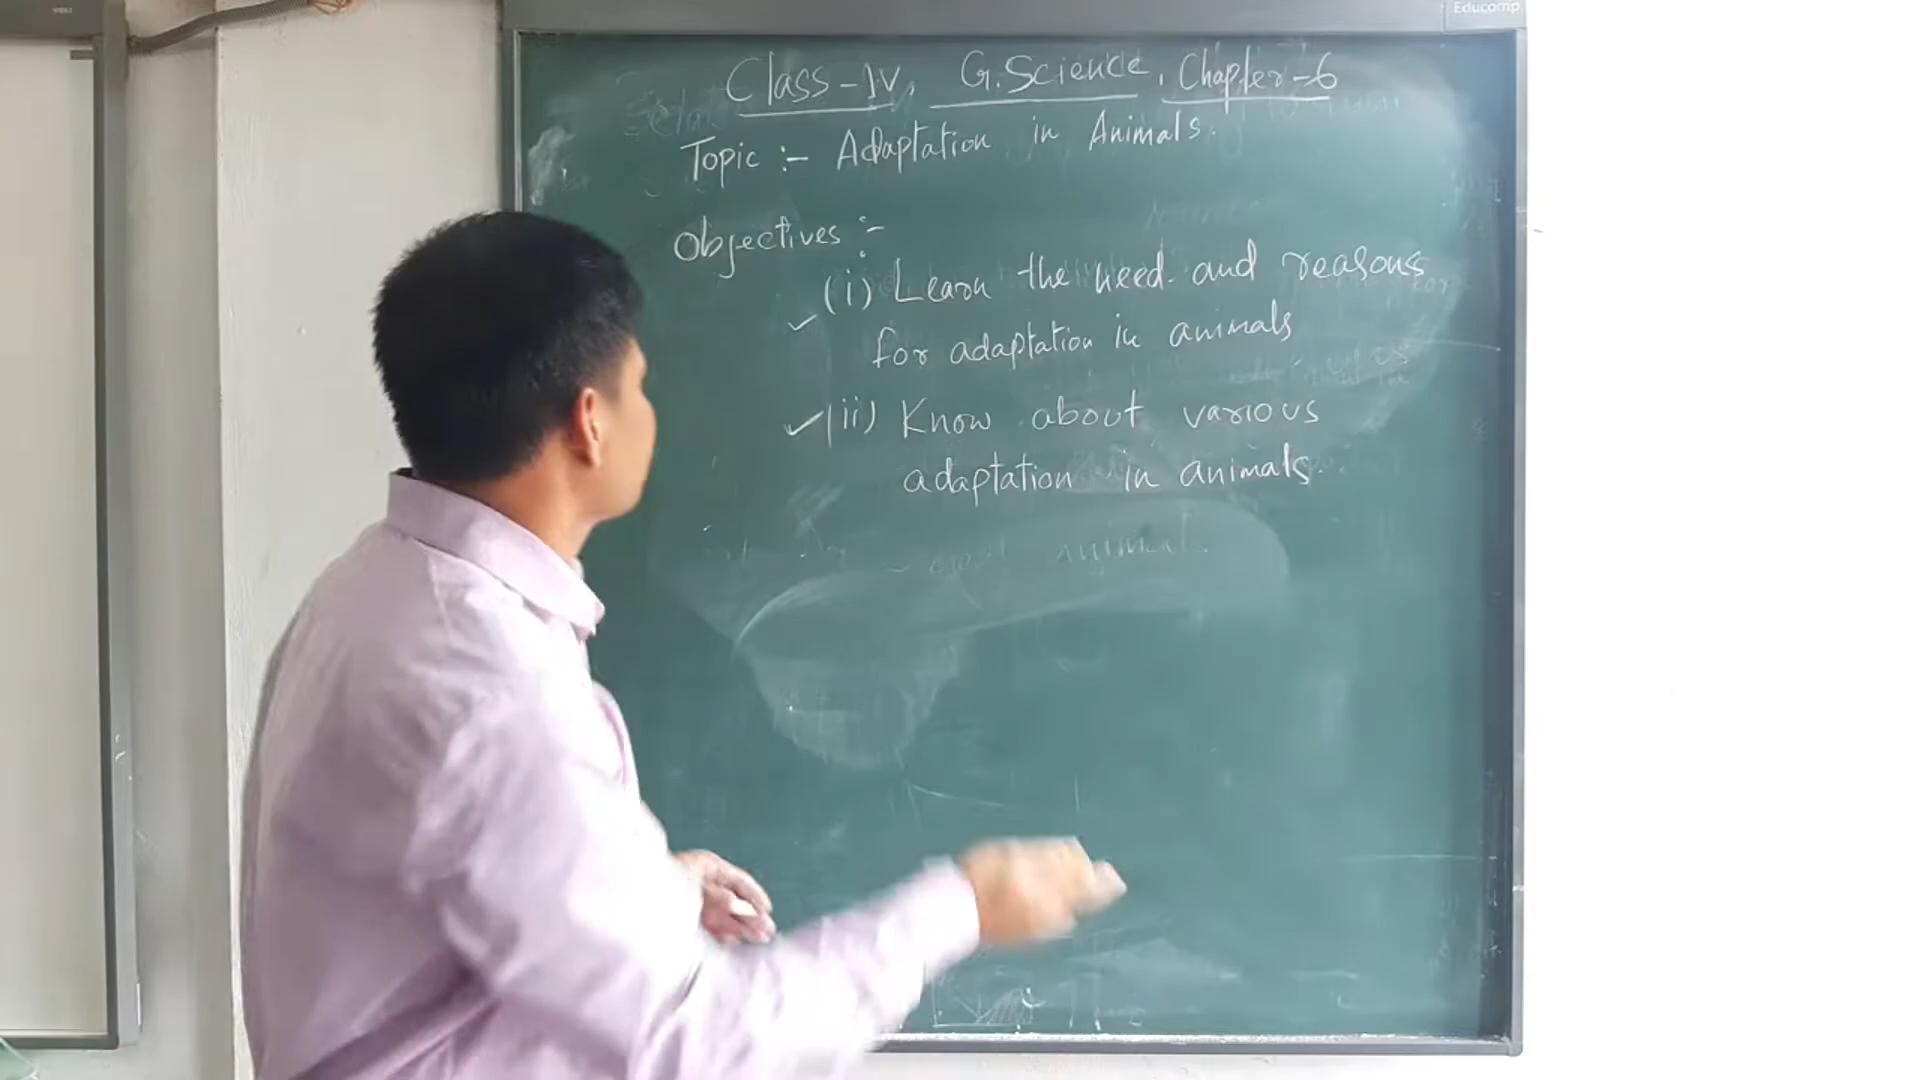 Educomp
Class-IV, G.Science, Chapter-6
Topic :- Adaptation in Animals.
Objectives :-
(i) Learn the need and reasons
for adaptation in animals
(ii) Know about various
adaptation in animals.
animal